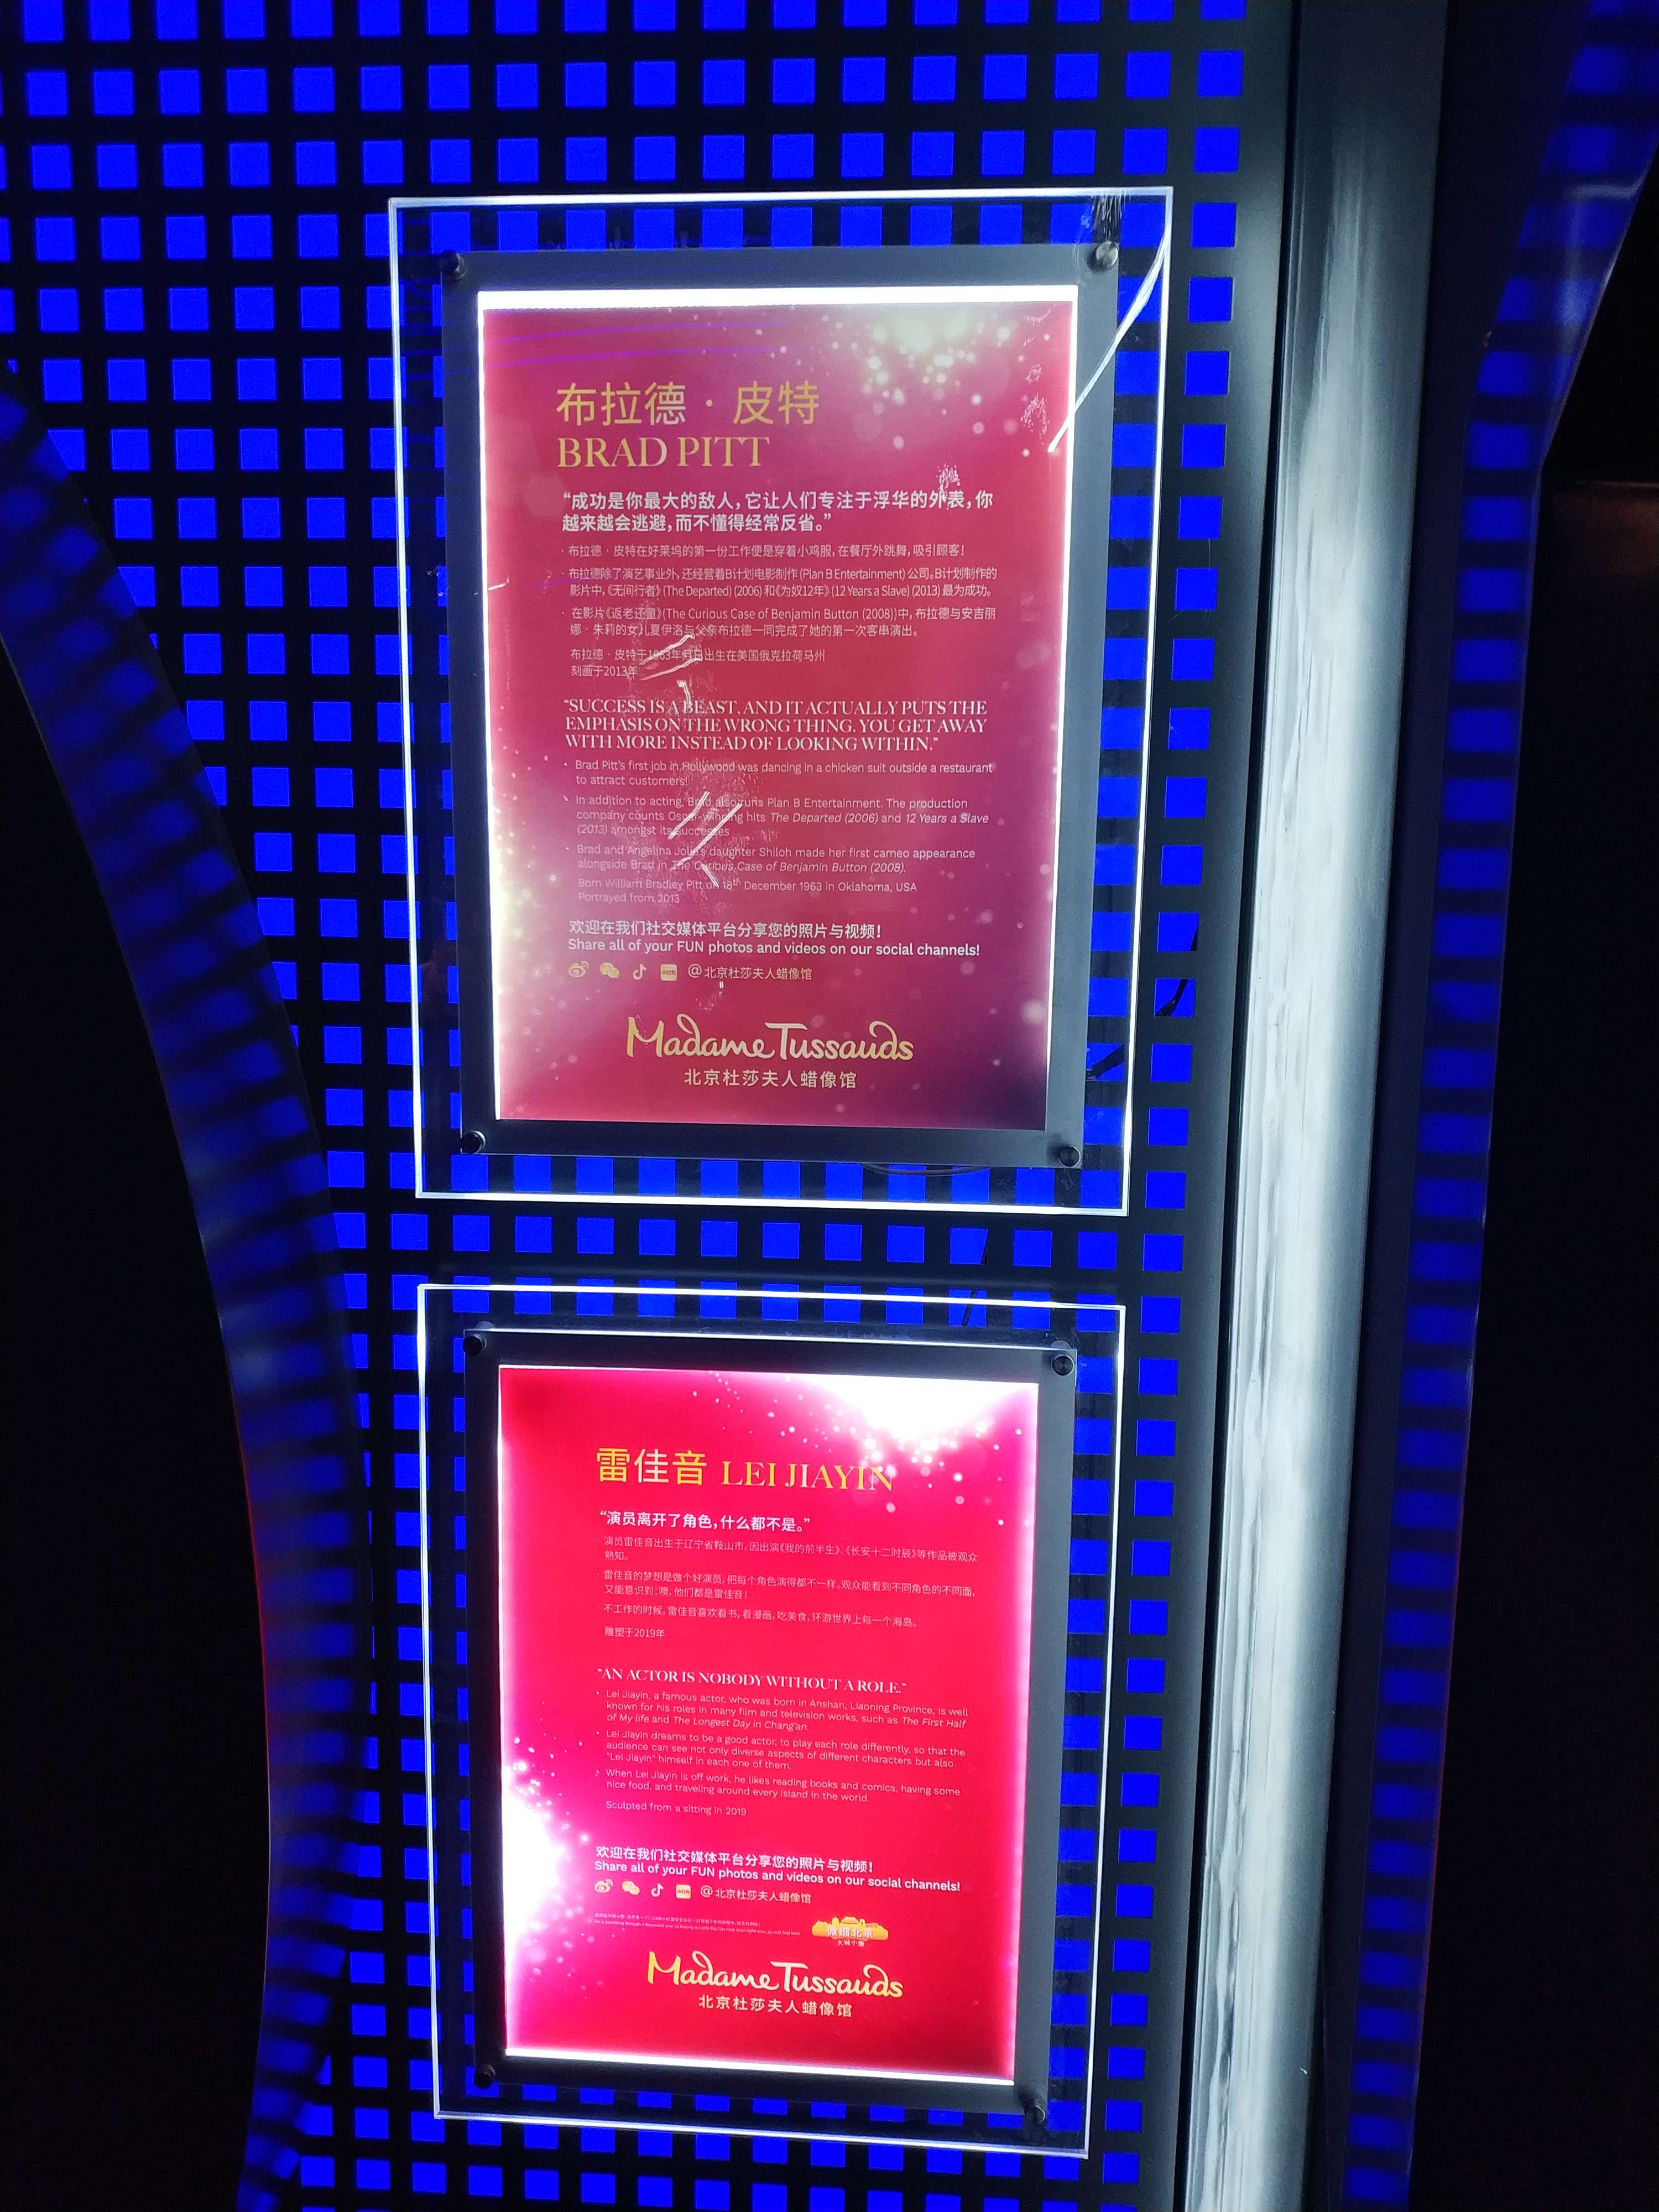 布拉德·皮特
BRAD PITT
“成功是你最大的敌人，它让人们专注于浮华的外表，你
越来越会逃避，而不懂得经常反省。”
· 布拉德·皮特在好莱坞的第一份工作便是穿着小鸡服，在餐厅外跳舞，吸引顾客！
· 布拉德除了演艺事业外，还经营着B计划电影制作 (Plan B Entertainment) 公司。B计划制作的
影片中，《无间行者》(The Departed) (2006) 和《为奴12年》(12 Years a Slave) (2013) 最为成功。
· 在影片《返老还童》(The Curious Case of Benjamin Button (2008))中，布拉德与安吉丽
娜·朱莉的女儿夏伊洛与父亲布拉德一同完成了她的第一次客串演出。
布拉德·皮特于1963年 出生在美国俄克拉荷马州
刻画于2013年
“SUCCESS IS A BEAST. AND IT ACTUALLY PUTS THE
EMPHASIS ON THE WRONG THING. YOU GET AWAY
WITH MORE INSTEAD OF LOOKING WITHIN.”
• Brad Pitt's first job in Hollywood was dancing in a chicken suit outside a restaurant
to attract customers!
• In addition to acting, Brad also runs Plan B Entertainment. The production
company counts Oscar-winning hits The Departed (2006) and 12 Years a Slave
(2013) amongst its successes
• Brad and Angelina Jolie's daughter Shiloh made her first cameo appearance
alongside Brad in The Curious Case of Benjamin Button (2008).
Born William Bradley Pitt on 18th December 1963 in Oklahoma, USA
Portrayed from 2013
欢迎在我们社交媒体平台分享您的照片与视频！
Share all of your FUN photos and videos on our social channels!
@北京杜莎夫人蜡像馆
Madame Tussauds
北京杜莎夫人蜡像馆
雷佳音 LEI JIAYIN
“演员离开了角色，什么都不是。”
· 演员雷佳音出生于辽宁省鞍山市，因出演《我的前半生》、《长安十二时辰》等作品被观众
熟知。
· 雷佳音的梦想是做个好演员，把每个角色演得都不一样。观众能看到不同角色的不同面，
又能意识到：噢，他们都是雷佳音！
· 不工作的时候，雷佳音喜欢看书，看漫画，吃美食，环游世界上每一个海岛。
雕塑于2019年
“AN ACTOR IS NOBODY WITHOUT A ROLE.”
• Lei Jiayin, a famous actor, who was born in Anshan, Liaoning Province, is well
known for his roles in many film and television works, such as The First Half
of My life and The Longest Day in Chang'an.
• Lei Jiayin dreams to be a good actor, to play each role differently, so that the
audience can see not only diverse aspects of different characters but also
"Lei Jiayin" himself in each one of them.
• When Lei Jiayin is off work, he likes reading books and comics, having some
nice food, and traveling around every island in the world.
Sculpted from a sitting in 2019
欢迎在我们社交媒体平台分享您的照片与视频！
Share all of your FUN photos and videos on our social channels!
@北京杜莎夫人蜡像馆
微缩北京
大城小像
Madame Tussauds
北京杜莎夫人蜡像馆